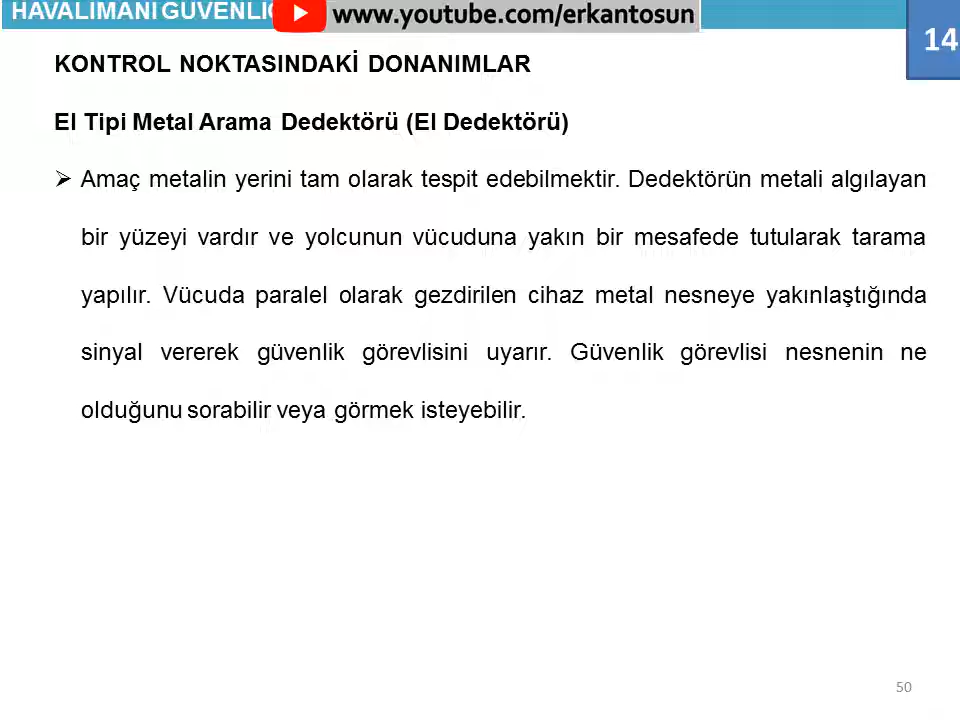 HAVALİMANI GÜVENLİĞ
www.youtube.com/erkantosun
14
KONTROL NOKTASINDAKİ DONANIMLAR
El Tipi Metal Arama Dedektörü (El Dedektörü)
➢ Amaç metalin yerini tam olarak tespit edebilmektir. Dedektörün metali algılayan
bir yüzeyi vardır ve yolcunun vücuduna yakın bir mesafede tutularak tarama
yapılır. Vücuda paralel olarak gezdirilen cihaz metal nesneye yakınlaştığında
sinyal vererek güvenlik görevlisini uyarır. Güvenlik görevlisi nesnenin ne
olduğunu sorabilir veya görmek isteyebilir.
50